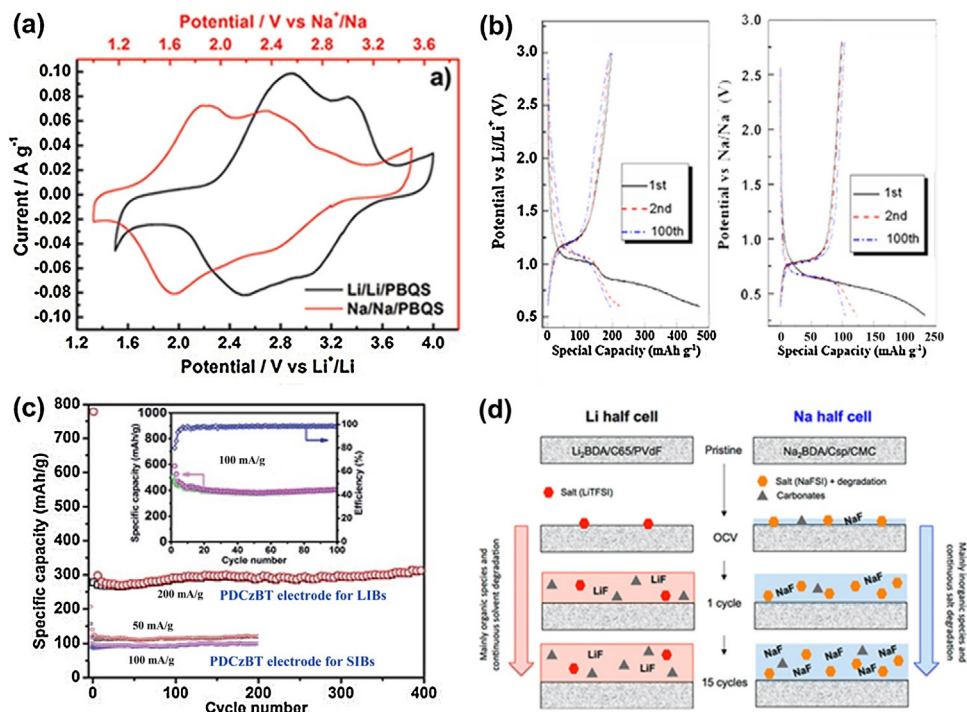 (a)
Potential / V vs Na⁺/Na
1.2 1.6 2.0 2.4 2.8 3.2 3.6
a)
Current / A g⁻¹
0.10
0.08
0.06
0.04
0.02
0.00
-0.02
-0.04
-0.06
-0.08
-0.10
Li/Li/PBQS
Na/Na/PBQS
1.2 1.6 2.0 2.4 2.8 3.2 3.6 4.0
Potential / V vs Li⁺/Li
(b)
Potential vs Li/Li⁺ (V)
3.0
2.5
2.0
1.5
1.0
0.5
1st
2nd
100th
0 100 200 300 400 500
Special Capacity (mAh g⁻¹)
Potential vs Na/Na (V)
3.0
2.5
2.0
1.5
1.0
0.5
1st
2nd
100th
0 50 100 150 200 250
Special Capacity (mAh g⁻¹)
(c)
Specific capacity (mAh/g)
800
700
600
500
400
300
200
100
0
Specific capacity (mAh/g)
900
800
700
600
500
400
300
200
100
0
100 mA/g
100
80
60
40
20
0
Efficiency (%)
0 20 40 60 80 100
Cycle number
200 mA/g
PDCzBT electrode for LIBs
50 mA/g
100 mA/g
PDCzBT electrode for SIBs
0 100 200 300 400
Cycle number
(d)
Li half cell
Na half cell
Li₂BDA/C65/PVdF
Pristine
Na₂BDA/Csp/CMC
Salt (LiTFSI)
Salt (NaFSI) + degradation
Carbonates
NaF
OCV
LiF
LiF
1 cycle
NaF
NaF
LiF
LiF
15 cycles
NaF
NaF
NaF
NaF
NaF
NaF
Mainly organic species and
continuous solvent degradation
Mainly inorganic species and
continuous salt degradation